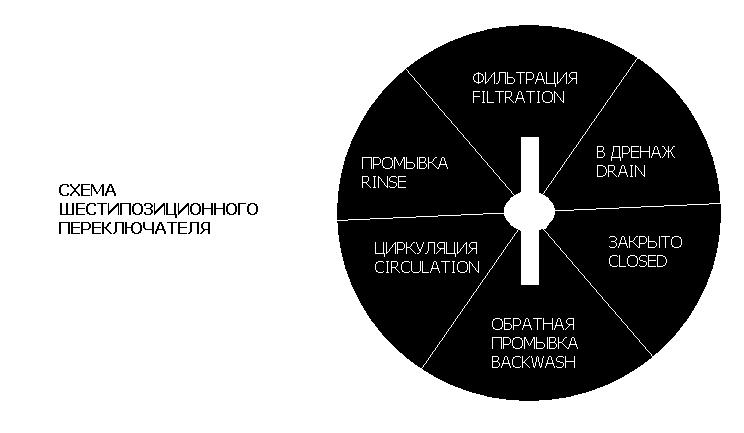 СХЕМА
ШЕСТИПОЗИЦИОННОГО
ПЕРЕКЛЮЧАТЕЛЯ
ФИЛЬТРАЦИЯ
FILTRATION
В ДРЕНАЖ
DRAIN
ЗАКРЫТО
CLOSED
ОБРАТНАЯ
ПРОМЫВКА
BACKWASH
ЦИРКУЛЯЦИЯ
CIRCULATION
ПРОМЫВКА
RINSE